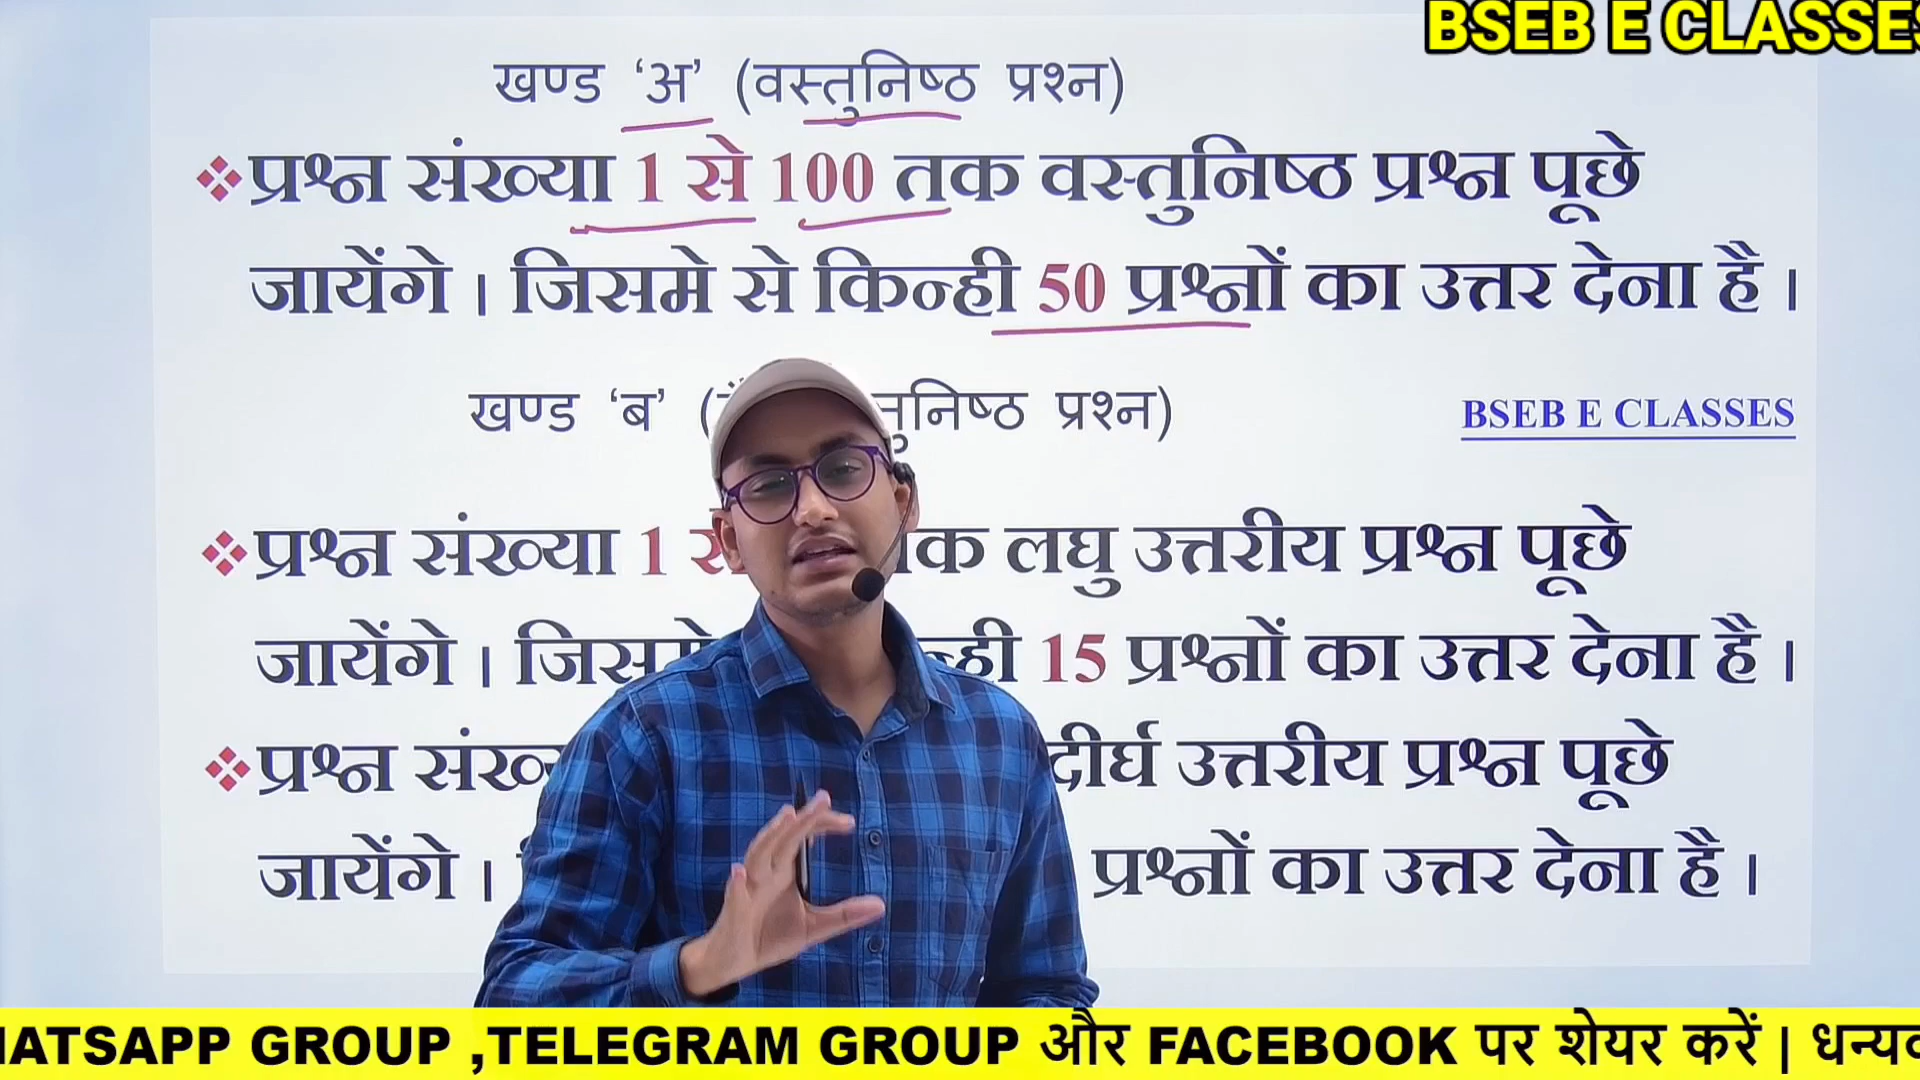 BSEB E CLASSES
खण्ड ‘अ’ (वस्तुनिष्ठ प्रश्न)
❖प्रश्न संख्या 1 से 100 तक वस्तुनिष्ठ प्रश्न पूछे
जायेंगे । जिसमे से किन्ही 50 प्रश्नों का उत्तर देना है ।
खण्ड ‘ब’ प्रश्न)
BSEB E CLASSES
❖प्रश्न संख्या 1 लघु उत्तरीय प्रश्न पूछे
जायेंगे । 15 प्रश्नों का उत्तर देना है ।
❖प्रश्न दीर्घ उत्तरीय प्रश्न पूछे
जायेंगे । प्रश्नों का उत्तर देना है ।
GROUP ,TELEGRAM GROUP और FACEBOOK पर शेयर करें |